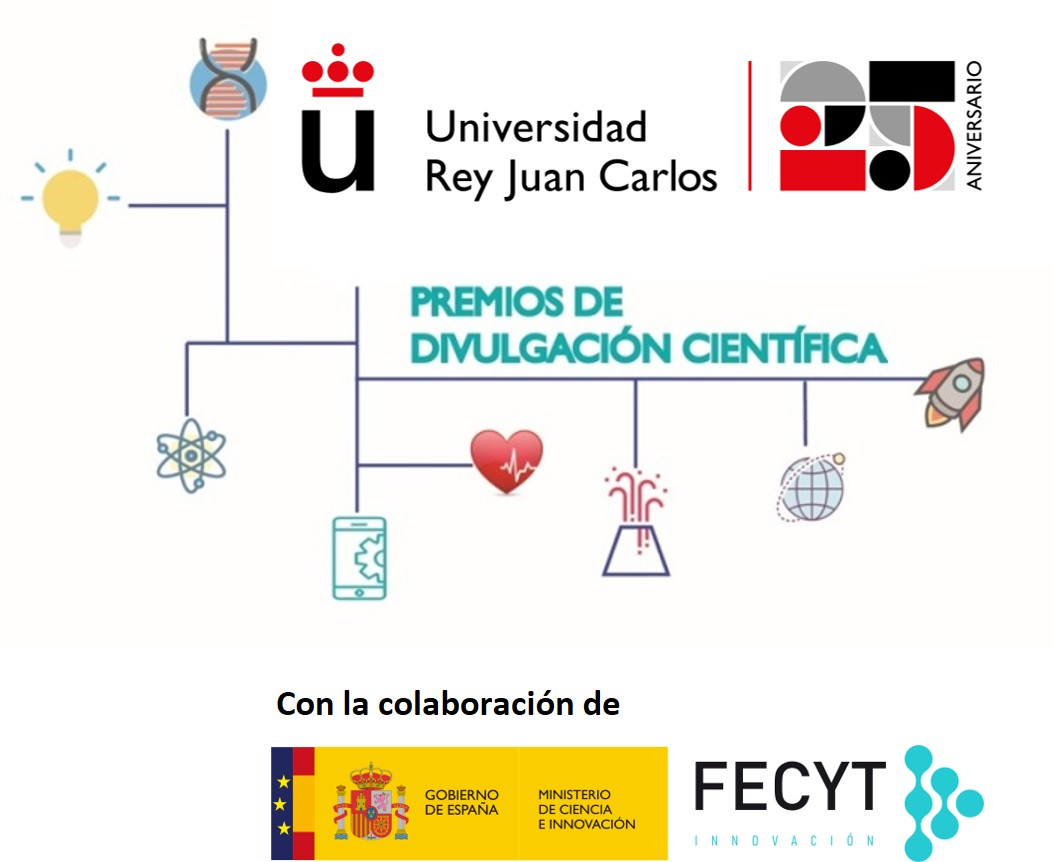 u
Universidad
Rey Juan Carlos
25
ANIVERSARIO
PREMIOS DE
DIVULGACIÓN CIENTÍFICA
Con la colaboración de
GOBIERNO
DE ESPAÑA
MINISTERIO
DE CIENCIA
E INNOVACIÓN
FECYT
INNOVACIÓN